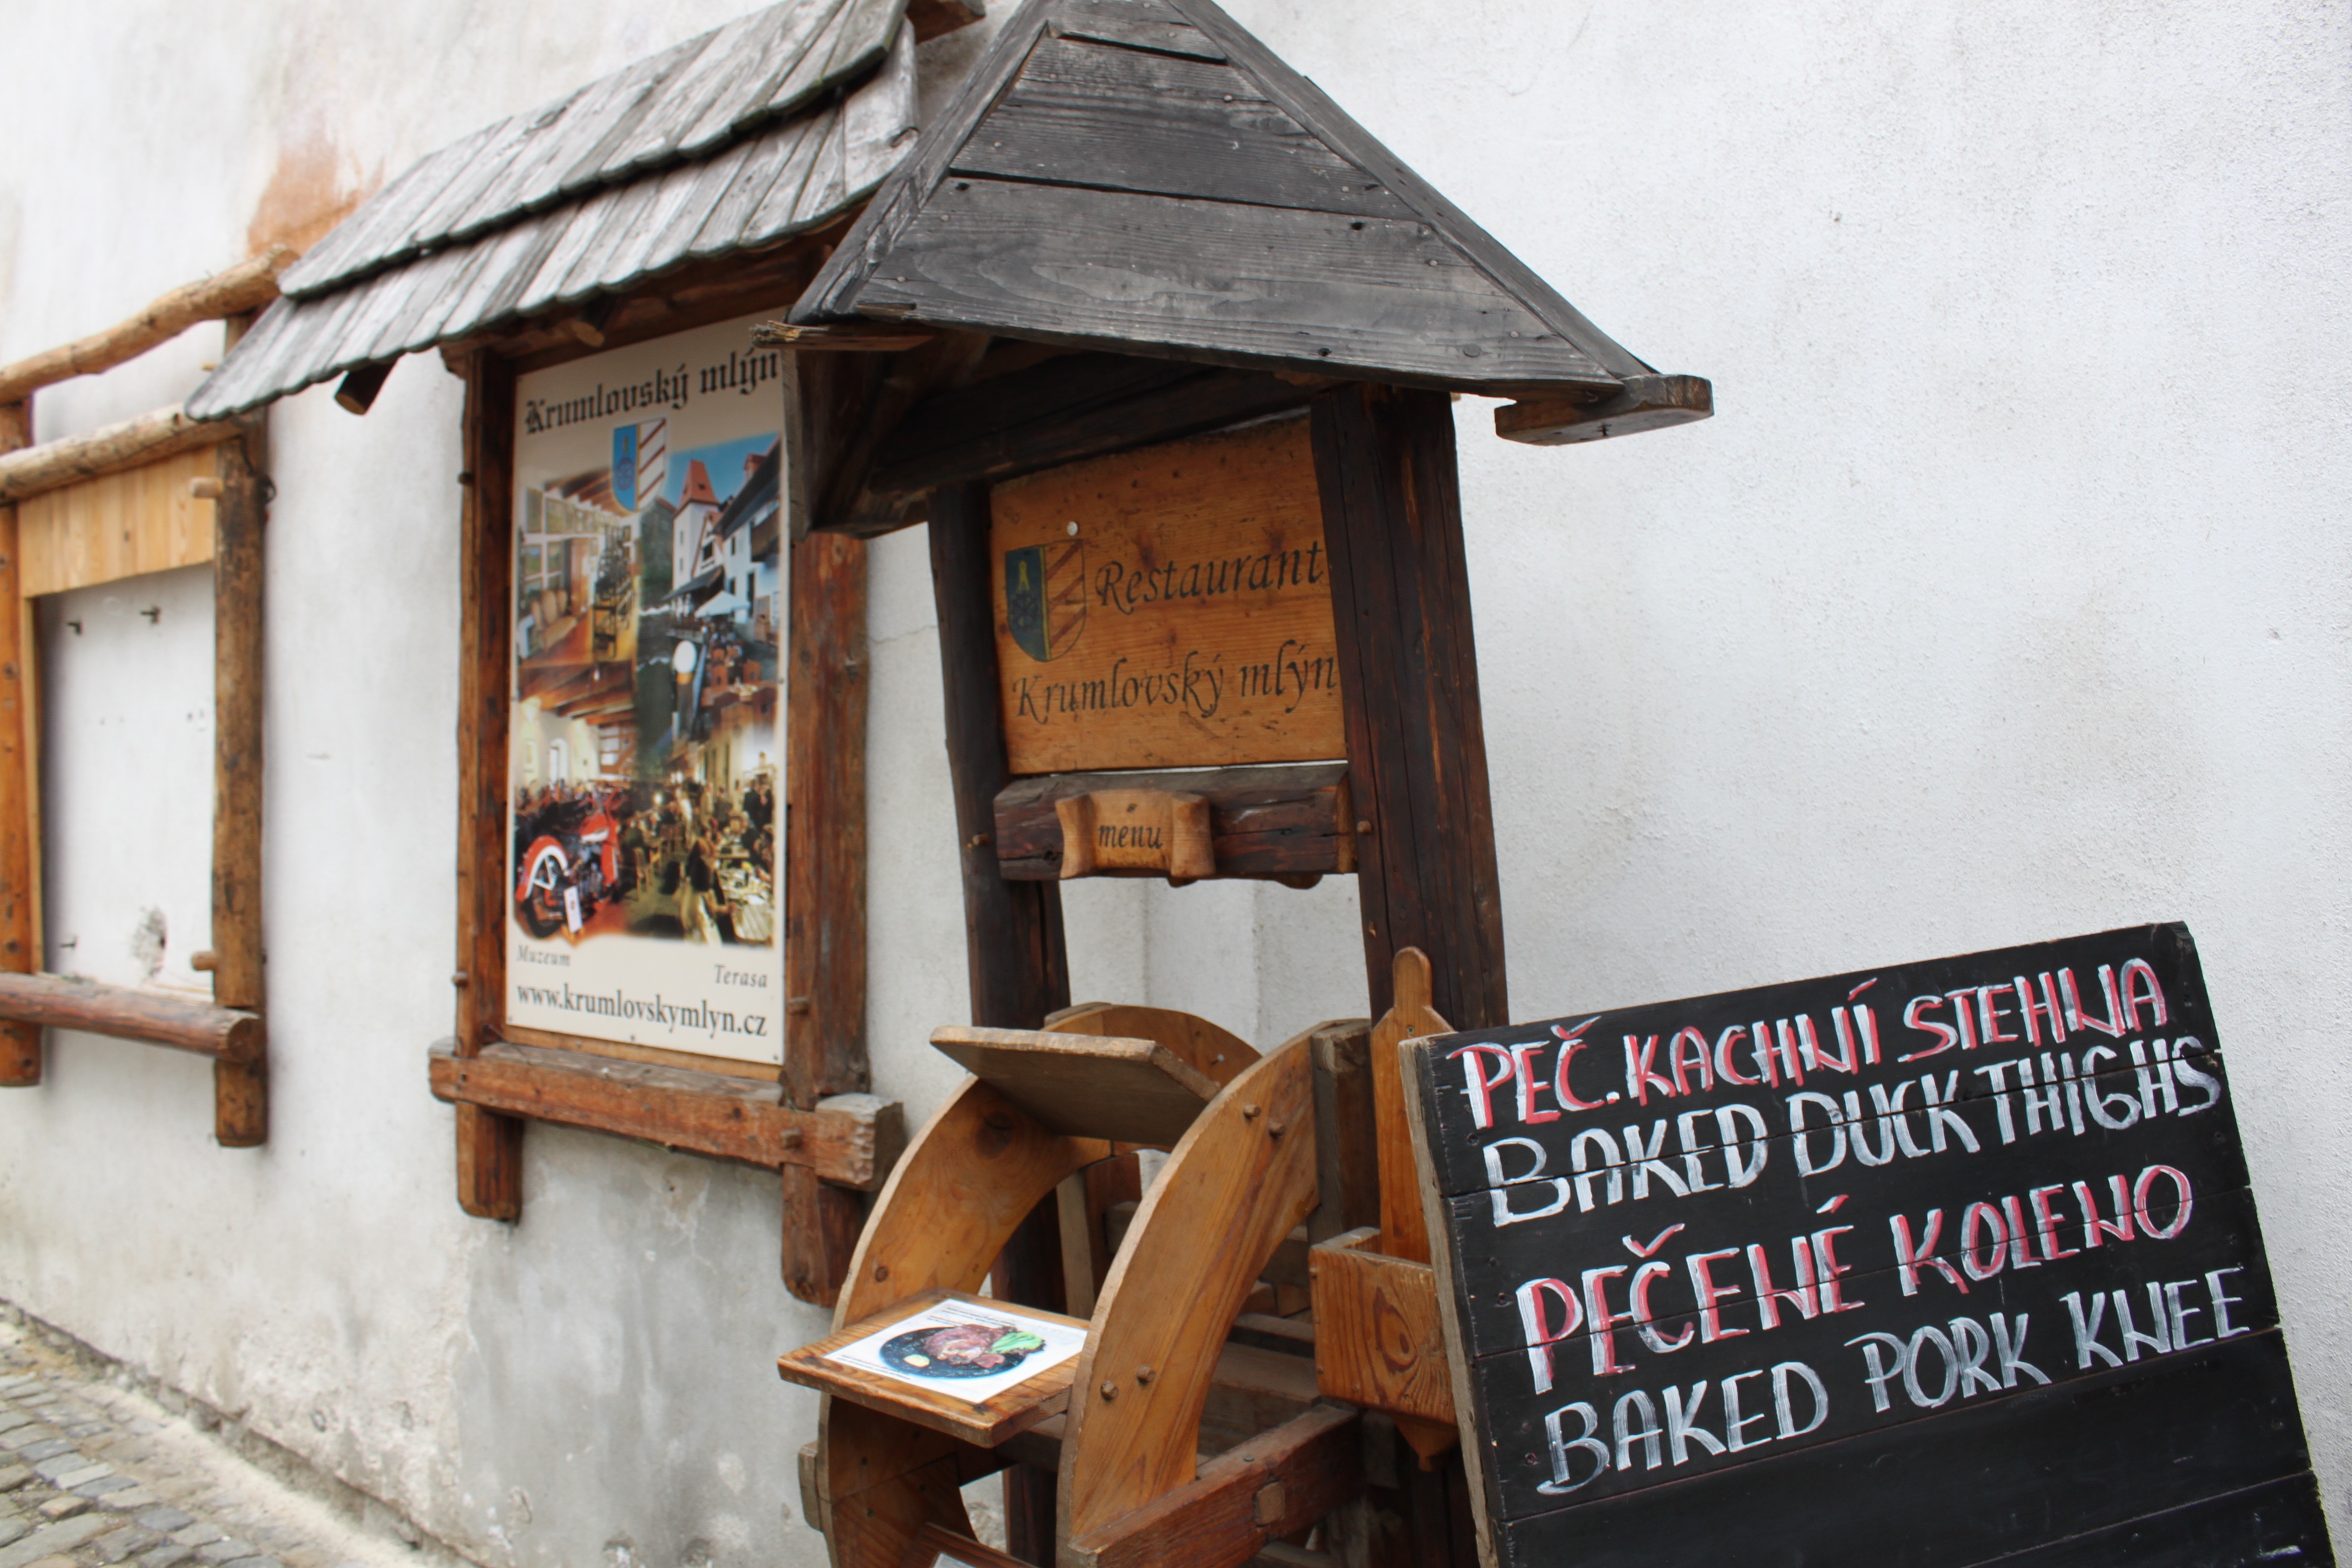 Krumlovský mlýn
Muzeum
Terasa
www.krumlovskymlyn.cz
Restaurant
Krumlovský mlýn
menu
PEČ. KACHNÍ STEHNA
BAKED DUCK THIGHS
PEČENÉ KOLENO
BAKED PORK KNEE